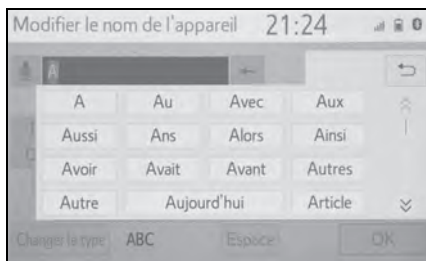 Modifier le nom de l'appareil 21:24
A
A Au Avec Aux
Aussi Ans Alors Ainsi
Avoir Avait Avant Autres
Autre Aujourd'hui Article
Changer la type ABC Espace OK